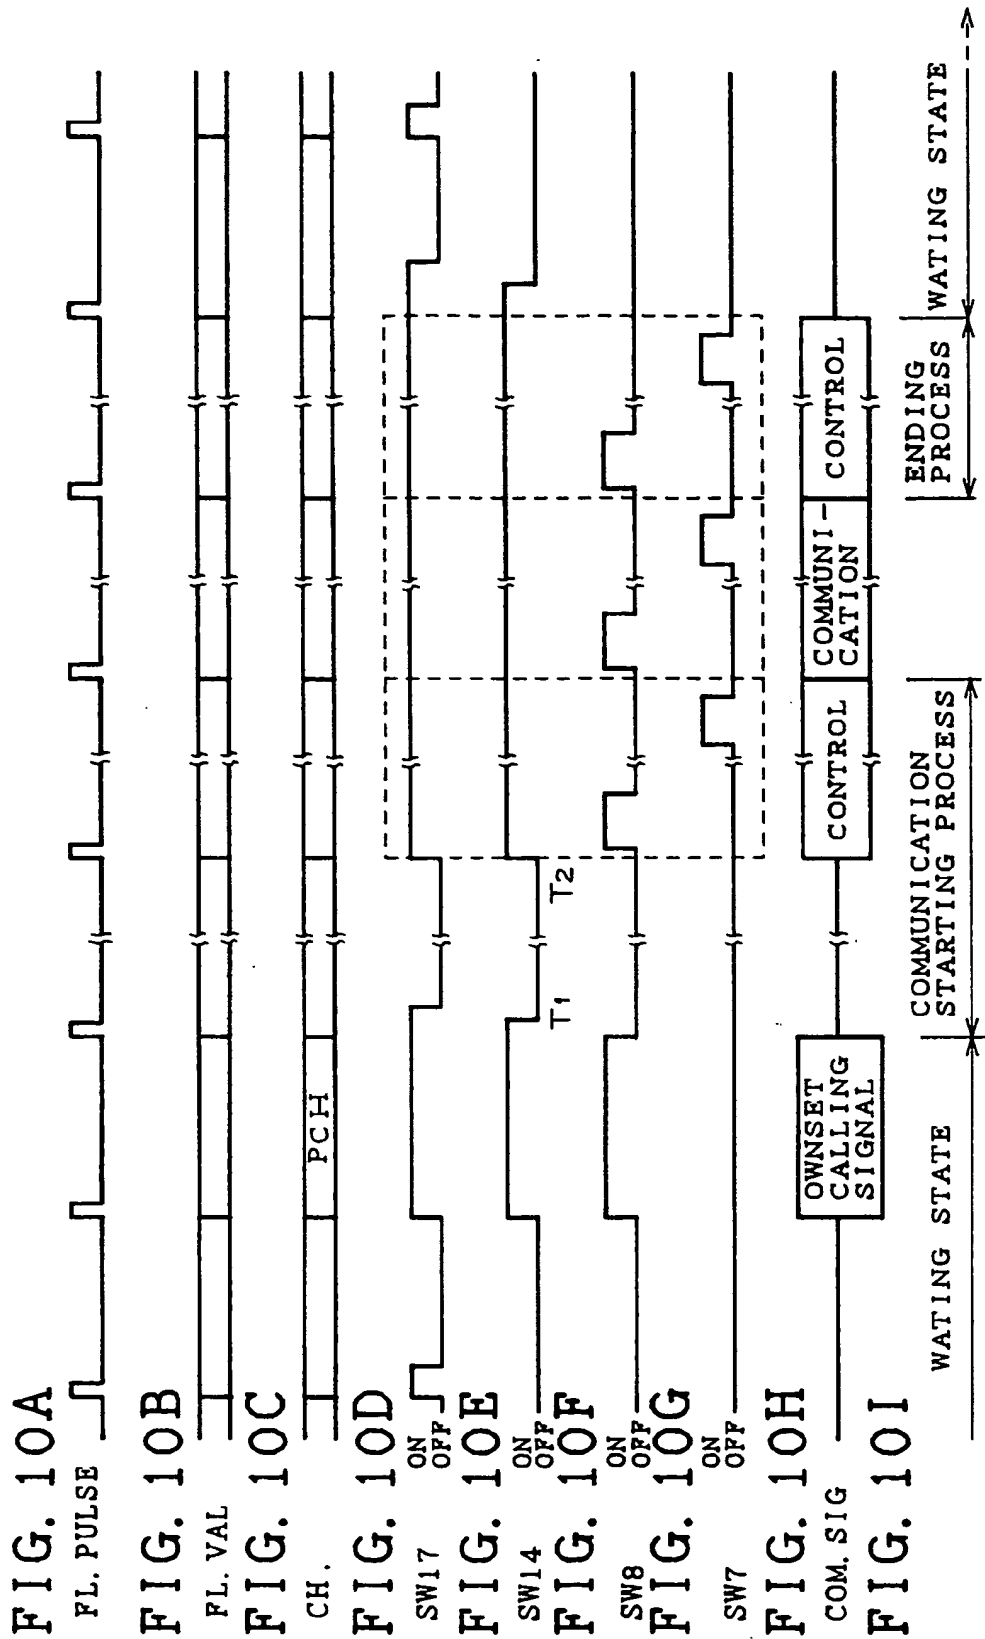 FIG. 10A
FL. PULSE
FIG. 10B
FL. VAL
FIG. 10C
CH.
PCH
FIG. 10D
SW17
ON
OFF
FIG. 10E
SW14
ON
OFF
T1
T2
FIG. 10F
SW8
ON
OFF
FIG. 10G
SW7
ON
OFF
FIG. 10H
COM. SIG
OWNSET
CALLING
SIGNAL
CONTROL
COMMUNI-
CATION
CONTROL
FIG. 10I
WATING STATE
COMMUNICATION
STARTING PROCESS
ENDING
PROCESS
WATING STATE